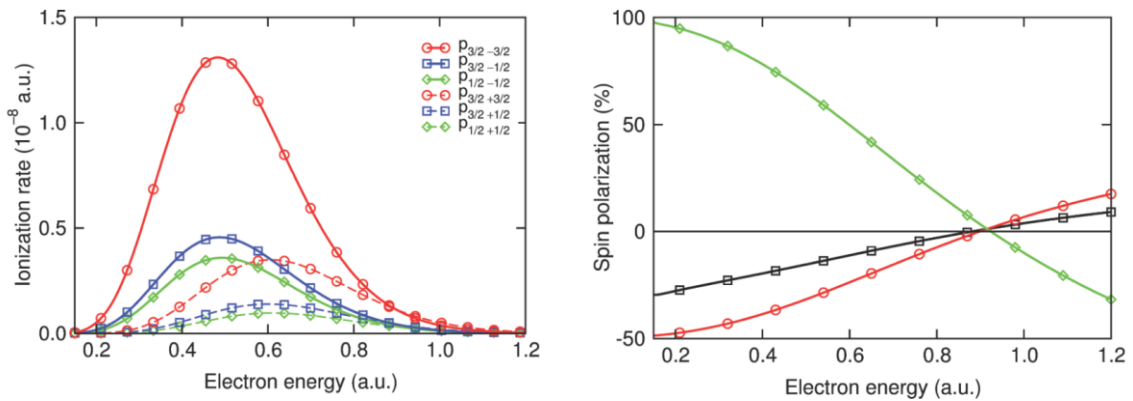 1.5
1.0
0.5
0.0
Ionization rate (10⁻⁸ a.u.)
p3/2 −3/2
p3/2 −1/2
p1/2 −1/2
p3/2 +3/2
p3/2 +1/2
p1/2 +1/2
0.2 0.4 0.6 0.8 1.0 1.2
Electron energy (a.u.)
100
50
0
-50
Spin polarization (%)
0.2 0.4 0.6 0.8 1.0 1.2
Electron energy (a.u.)